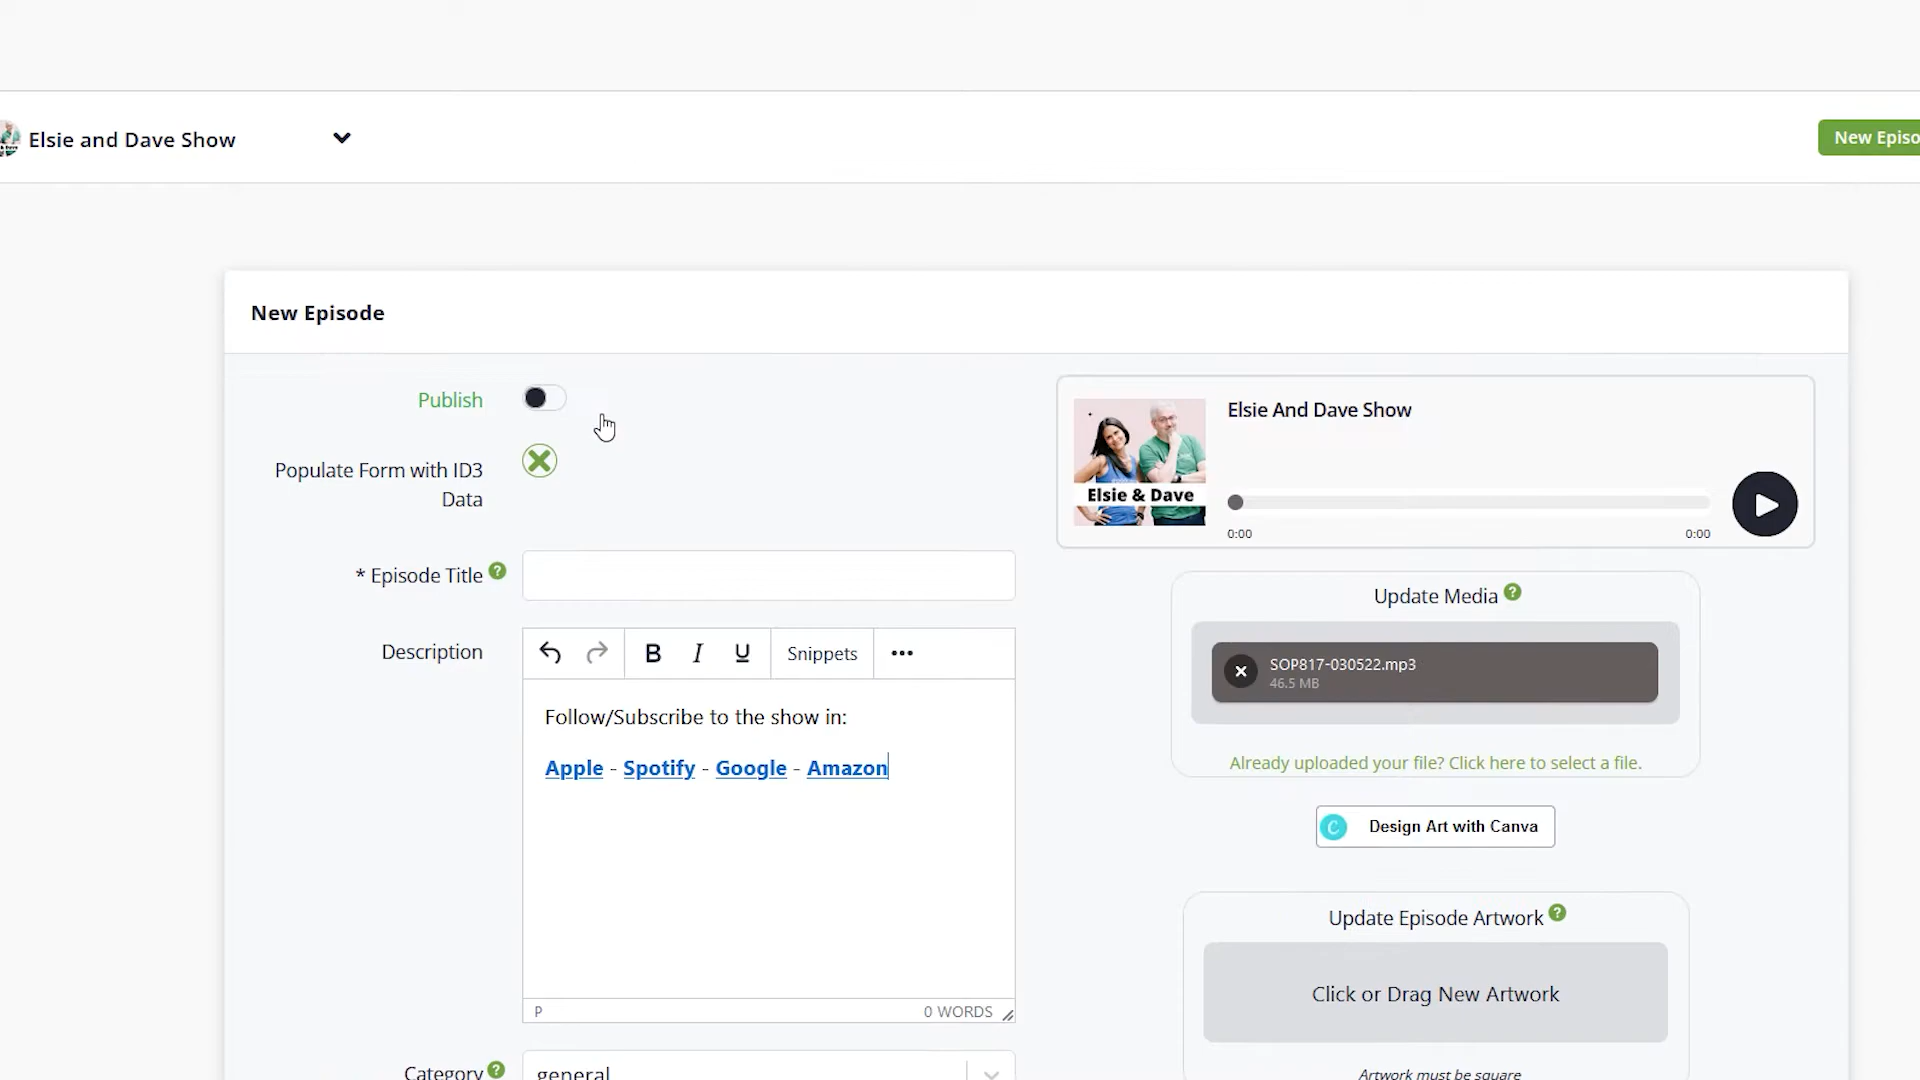 Elsie and Dave Show
New Episo
New Episode
Publish
Populate Form with ID3
Data
* Episode Title ?
Description
Snippets
Follow/Subscribe to the show in:
Apple - Spotify - Google - Amazon
P
0 WORDS
Category ?
general
Elsie And Dave Show
Elsie & Dave
0:00
0:00
Update Media ?
SOP817-030522.mp3
46.5 MB
Already uploaded your file? Click here to select a file.
Design Art with Canva
Update Episode Artwork ?
Click or Drag New Artwork
Artwork must be square